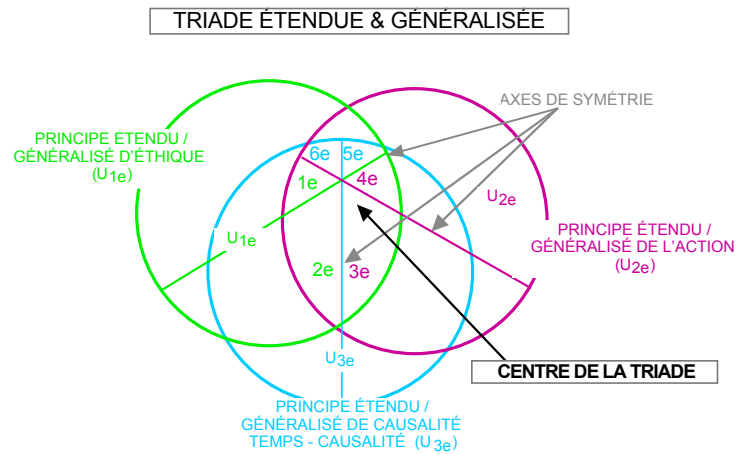 TRIADE ÉTENDUE & GÉNÉRALISÉE
AXES DE SYMÉTRIE
PRINCIPE ÉTENDU /
GÉNÉRALISÉ D'ÉTHIQUE
(U1e)
6e 5e
1e 4e
U2e
U1e
PRINCIPE ÉTENDU /
GÉNÉRALISÉ DE L'ACTION
(U2e)
2e 3e
U3e
CENTRE DE LA TRIADE
PRINCIPE ÉTENDU /
GÉNÉRALISÉ DE CAUSALITÉ
TEMPS - CAUSALITÉ (U3e)